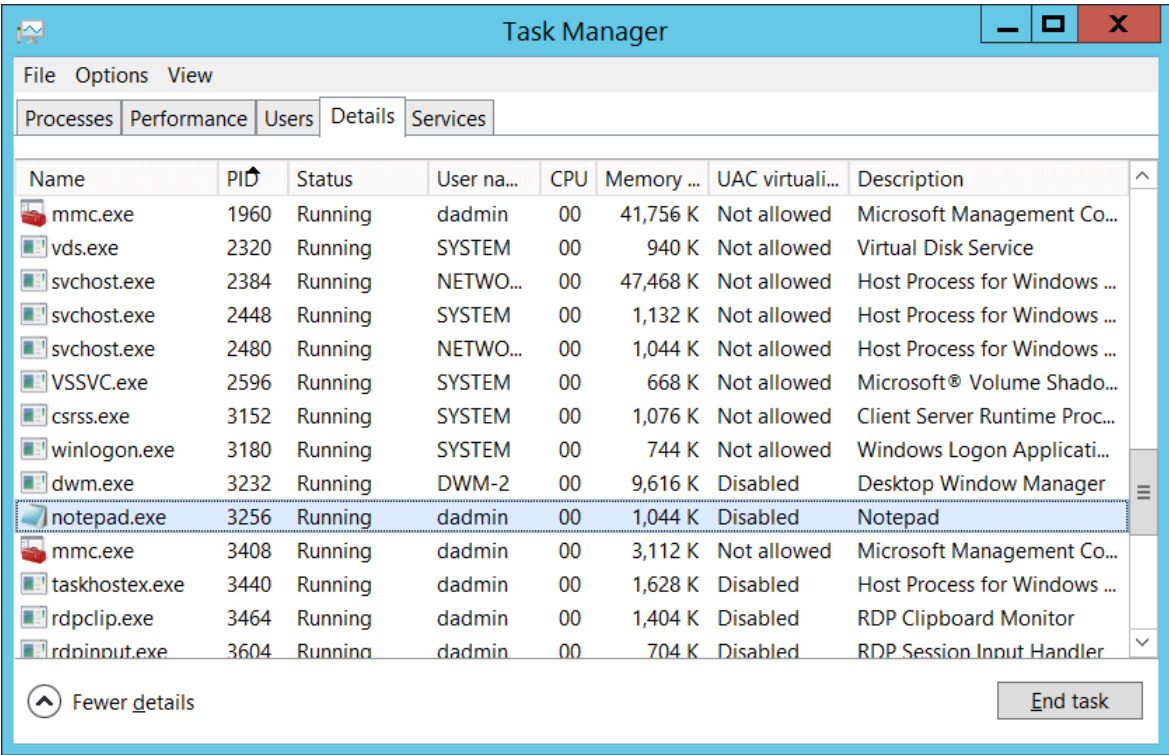 Task Manager
File Options View
Processes Performance Users Details Services
Name PID Status User na... CPU Memory ... UAC virtuali... Description
mmc.exe 1960 Running dadmin 00 41,756 K Not allowed Microsoft Management Co...
vds.exe 2320 Running SYSTEM 00 940 K Not allowed Virtual Disk Service
svchost.exe 2384 Running NETWO... 00 47,468 K Not allowed Host Process for Windows ...
svchost.exe 2448 Running SYSTEM 00 1,132 K Not allowed Host Process for Windows ...
svchost.exe 2480 Running NETWO... 00 1,044 K Not allowed Host Process for Windows ...
VSSVC.exe 2596 Running SYSTEM 00 668 K Not allowed Microsoft® Volume Shado...
csrss.exe 3152 Running SYSTEM 00 1,076 K Not allowed Client Server Runtime Proc...
winlogon.exe 3180 Running SYSTEM 00 744 K Not allowed Windows Logon Applicati...
dwm.exe 3232 Running DWM-2 00 9,616 K Disabled Desktop Window Manager
notepad.exe 3256 Running dadmin 00 1,044 K Disabled Notepad
mmc.exe 3408 Running dadmin 00 3,112 K Not allowed Microsoft Management Co...
taskhostex.exe 3440 Running dadmin 00 1,628 K Disabled Host Process for Windows ...
rdpclip.exe 3464 Running dadmin 00 1,404 K Disabled RDP Clipboard Monitor
rdpinput.exe 3604 Running dadmin 00 704 K Disabled RDP Session Input Handler
Fewer details End task